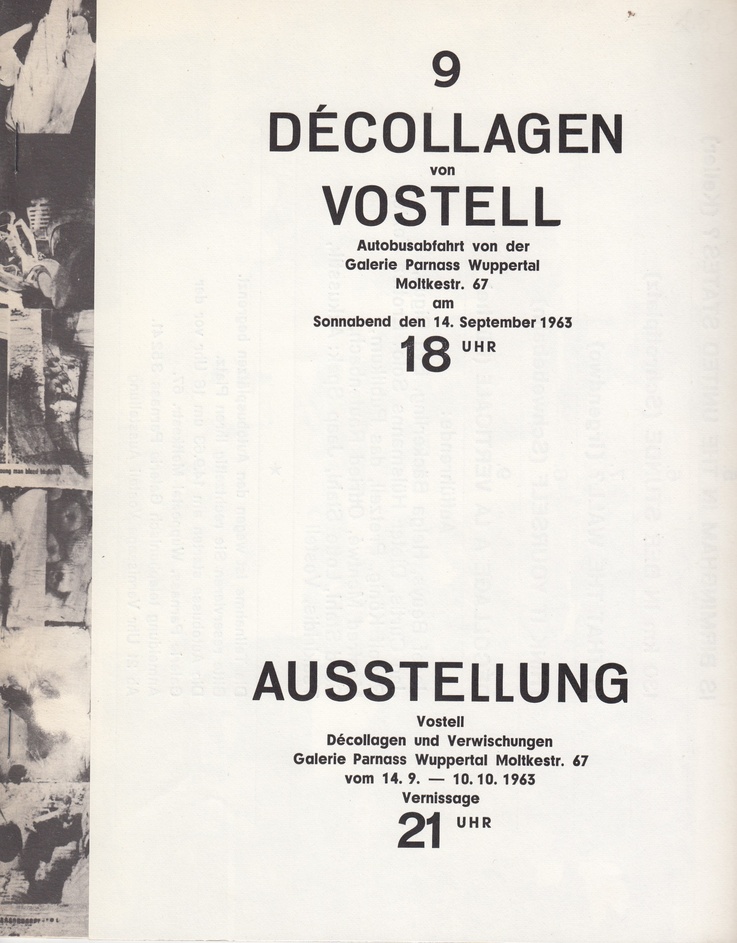 9
DÉCOLLAGEN
von
VOSTELL
Autobusabfahrt von der
Galerie Parnass Wuppertal
Moltkestr. 67
am
Sonnabend den 14. September 1963
18 UHR
AUSSTELLUNG
Vostell
Décollagen und Verwischungen
Galerie Parnass Wuppertal Moltkestr. 67
vom 14. 9. — 10. 10. 1963
Vernissage
21 UHR